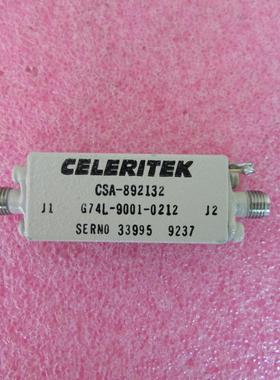 CELERITEK
CSA-892132
J1 G74L-9001-0212 J2
SERNO 33995 9237